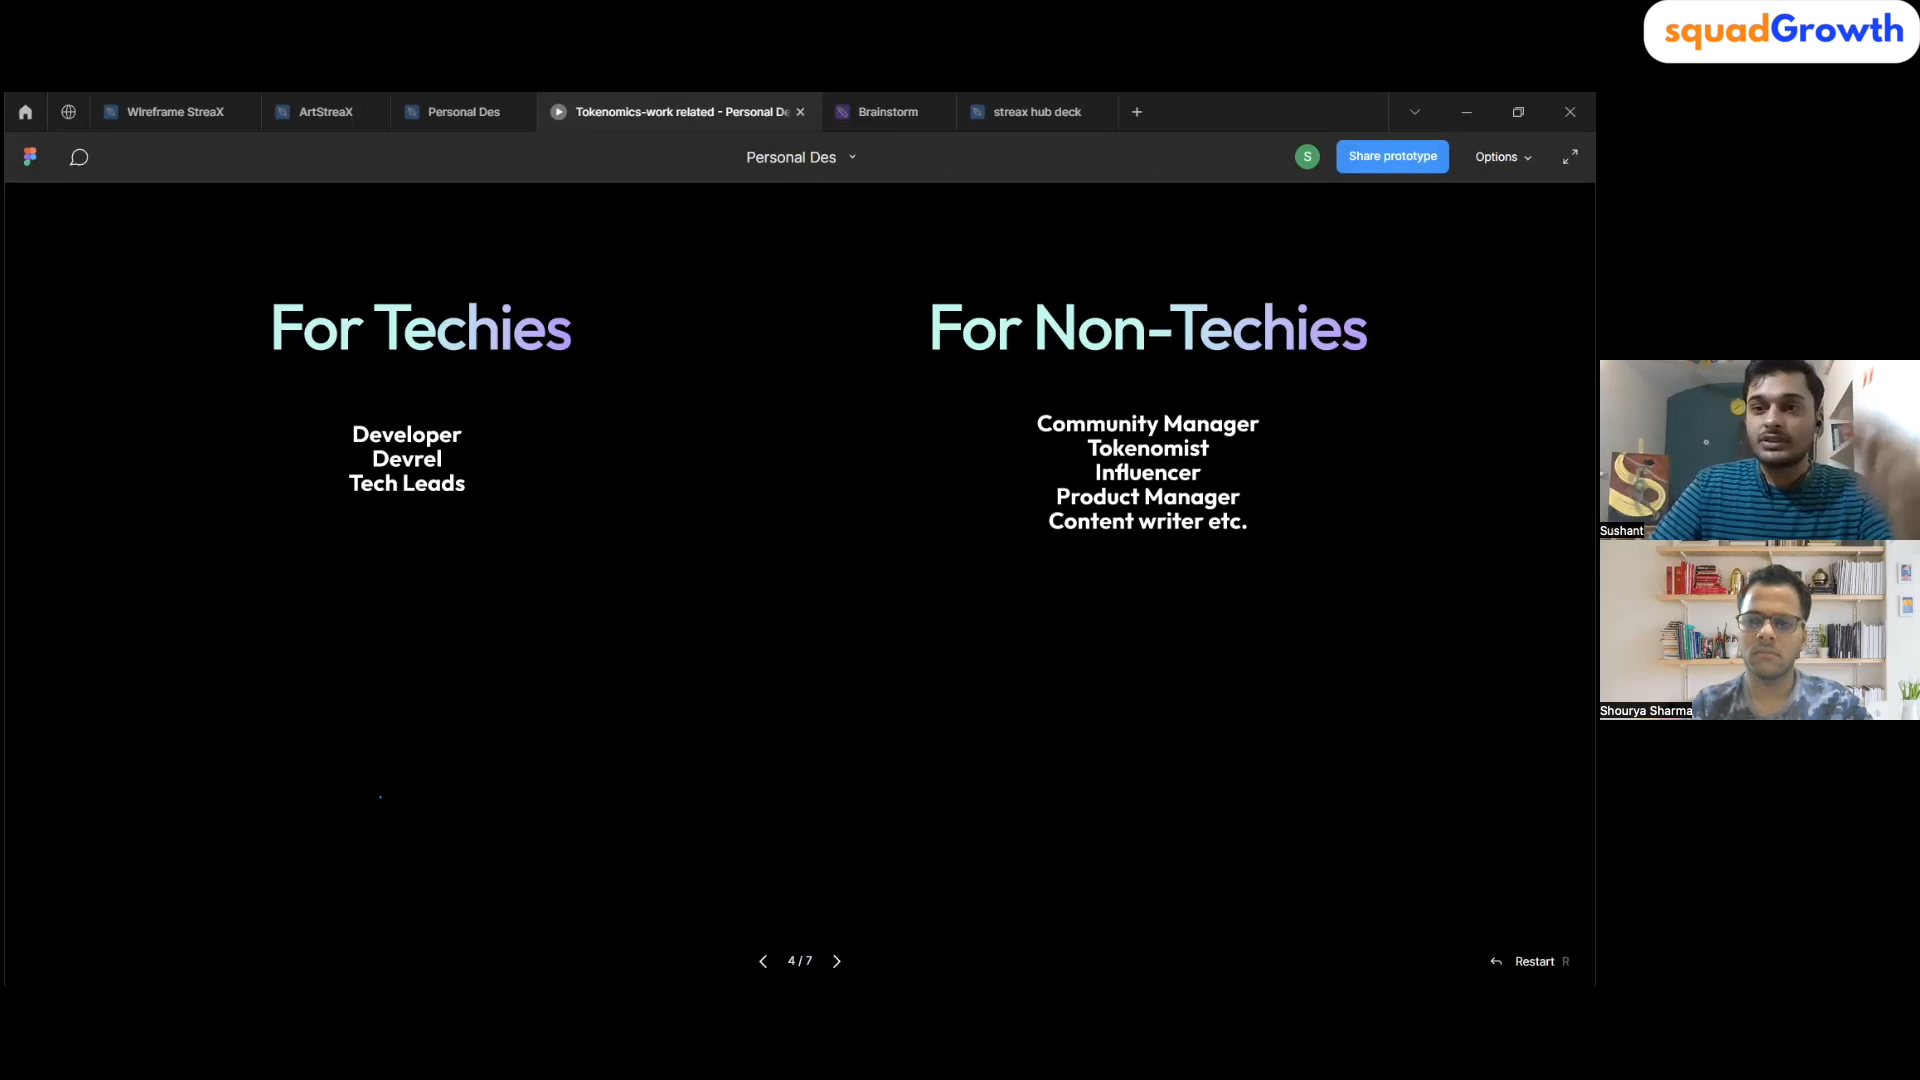 squadGrowth
WIreframe StreaX
ArtStreaX
Personal Des
Tokenomics-work related - Personal De
Brainstorm
streax hub deck
Personal Des
S
Share prototype
Options
For Techies
For Non-Techies
Developer
Devrel
Tech Leads
Community Manager
Tokenomist
Influencer
Product Manager
Content writer etc.
Sushant
Shourya Sharma
4 / 7
Restart R